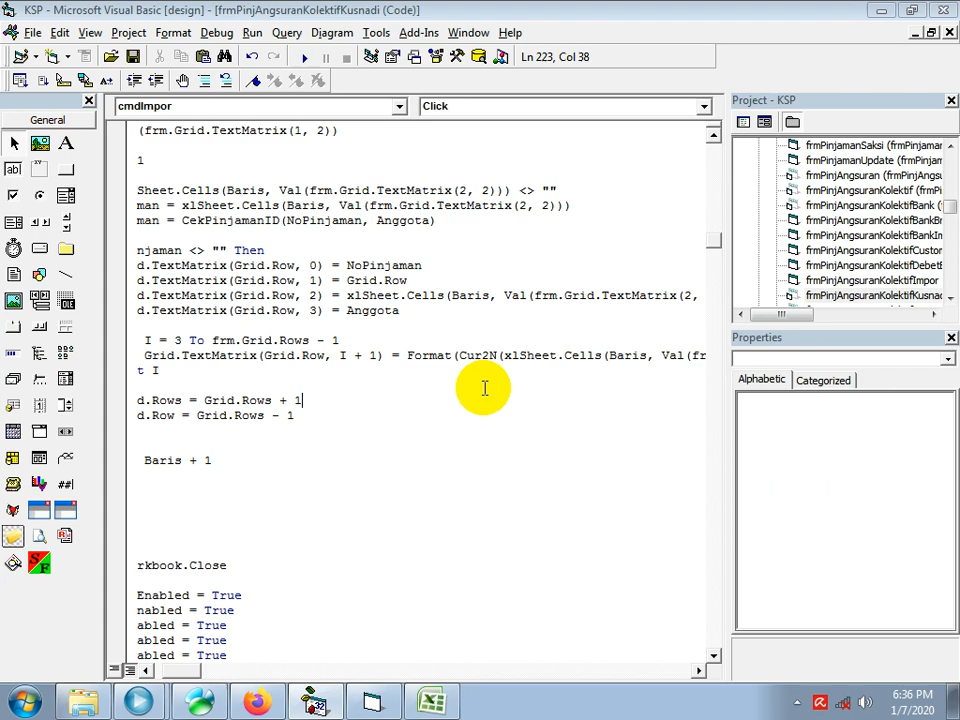 KSP - Microsoft Visual Basic [design] - [frmPinjAngsuranKolektifKusnadi (Code)]
File Edit View Project Format Debug Run Query Diagram Tools Add-Ins Window Help
Ln 223, Col 38
General
cmdImpor
Click
(frm.Grid.TextMatrix(1, 2))
1
Sheet.Cells(Baris, Val(frm.Grid.TextMatrix(2, 2))) <> ""
man = xlSheet.Cells(Baris, Val(frm.Grid.TextMatrix(2, 2)))
man = CekPinjamanID(NoPinjaman, Anggota)
njaman <> "" Then
d.TextMatrix(Grid.Row, 0) = NoPinjaman
d.TextMatrix(Grid.Row, 1) = Grid.Row
d.TextMatrix(Grid.Row, 2) = xlSheet.Cells(Baris, Val(frm.Grid.TextMatrix(2,
d.TextMatrix(Grid.Row, 3) = Anggota
I = 3 To frm.Grid.Rows - 1
Grid.TextMatrix(Grid.Row, I + 1) = Format(Cur2N(xlSheet.Cells(Baris, Val(fr
t I
d.Rows = Grid.Rows + 1
d.Row = Grid.Rows - 1
Baris + 1
rkbook.Close
Enabled = True
nabled = True
abled = True
abled = True
abled = True
Project - KSP
frmPinjamanSaksi (frmPinjaman
frmPinjamanUpdate (frmPinjam
frmPinjAngsuran (frmPinjAngsu
frmPinjAngsuranKolektif (frmPi
frmPinjAngsuranKolektifBank (
frmPinjAngsuranKolektifBankBr
frmPinjAngsuranKolektifBankIm
frmPinjAngsuranKolektifCustom
frmPinjAngsuranKolektifDebetB
frmPinjAngsuranKolektifImpor
frmPinjAngsuranKolektifKusnad
Properties
Alphabetic Categorized
6:36 PM
1/7/2020